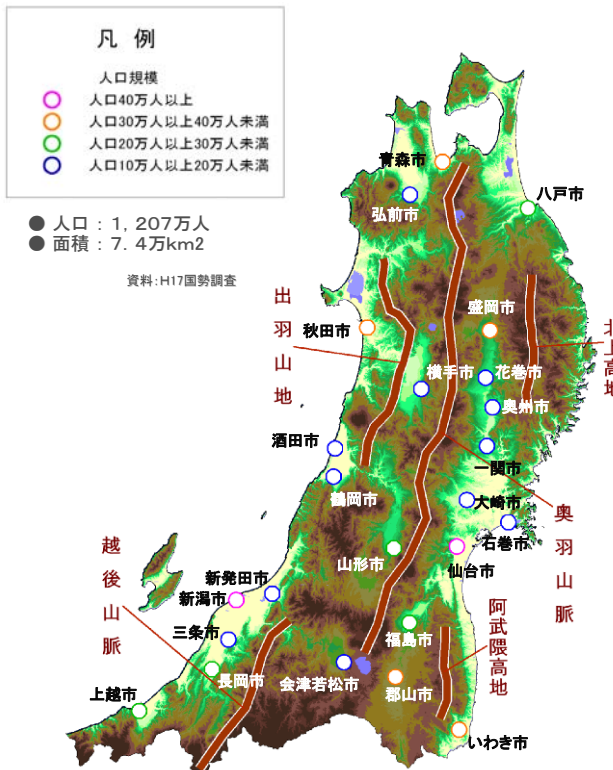 凡 例
人口規模
人口40万人以上
人口30万人以上40万人未満
人口20万人以上30万人未満
人口10万人以上20万人未満
● 人口 : 1, 207万人
● 面積 : 7. 4万km2
資料:H17国勢調査
青森市
弘前市
八戸市
出羽山地
秋田市
盛岡市
北上高地
横手市
花巻市
奥州市
酒田市
一関市
鶴岡市
大崎市
石巻市
奥羽山脈
越後山脈
山形市
仙台市
新発田市
新潟市
三条市
福島市
阿武隈高地
長岡市
会津若松市
郡山市
上越市
いわき市